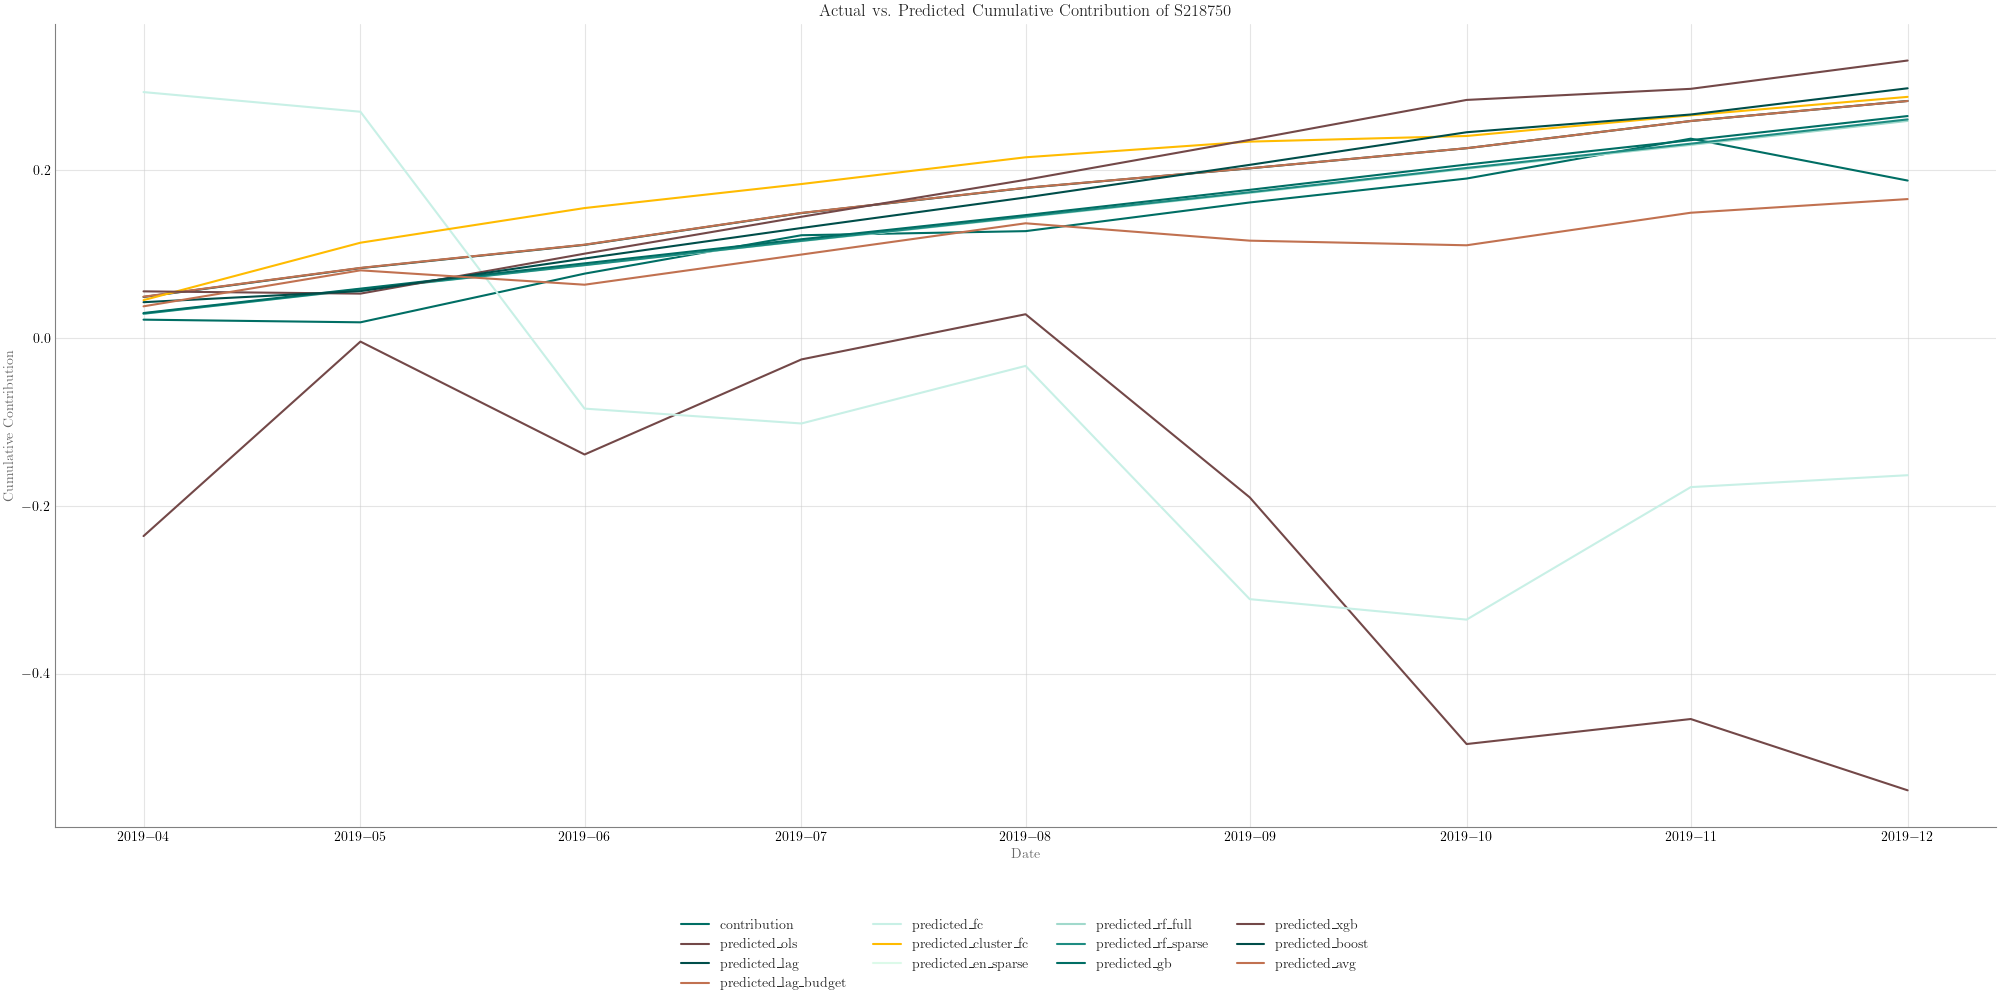 Actual vs. Predicted Cumulative Contribution of S218750
Cumulative Contribution
0.2
0.0
−0.2
−0.4
2019−04 2019−05 2019−06 2019−07 2019−08 2019−09 2019−10 2019−11 2019−12
Date
contribution predicted_fc predicted_rf_full predicted_xgb
predicted_ols predicted_cluster_fc predicted_rf_sparse predicted_boost
predicted_lag predicted_en_sparse predicted_gb predicted_avg
predicted_lag_budget